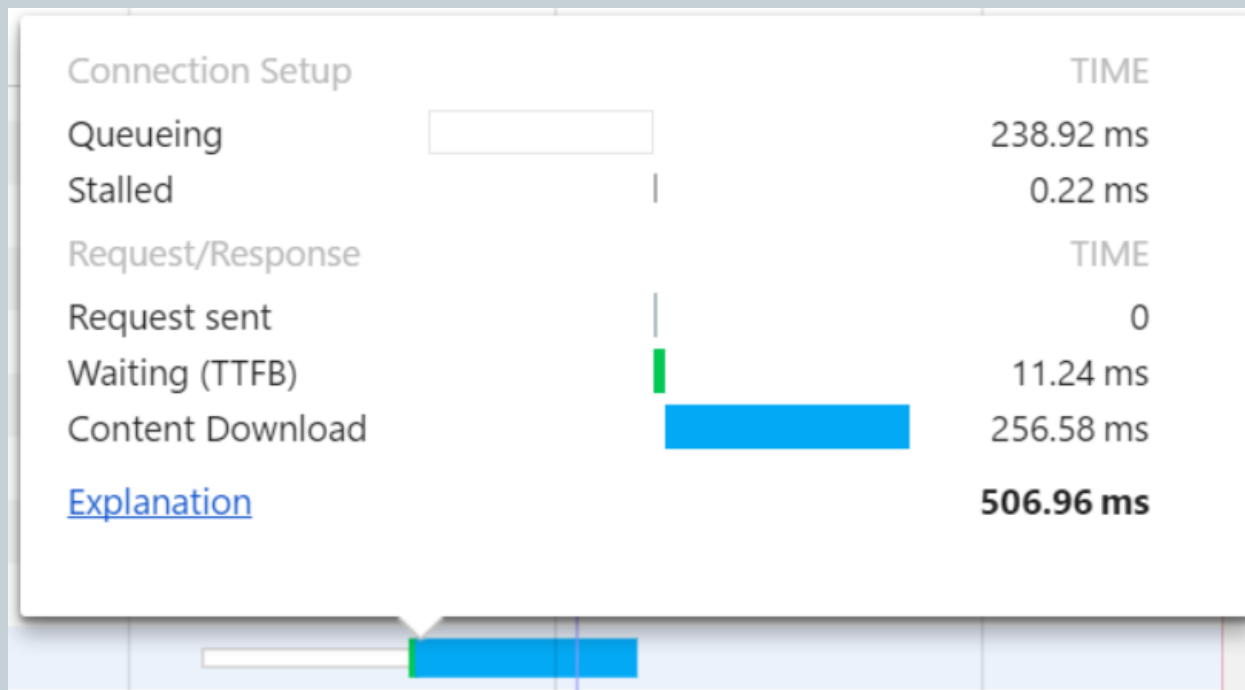 Connection Setup TIME
Queueing 238.92 ms
Stalled 0.22 ms
Request/Response TIME
Request sent 0
Waiting (TTFB) 11.24 ms
Content Download 256.58 ms
Explanation 506.96 ms